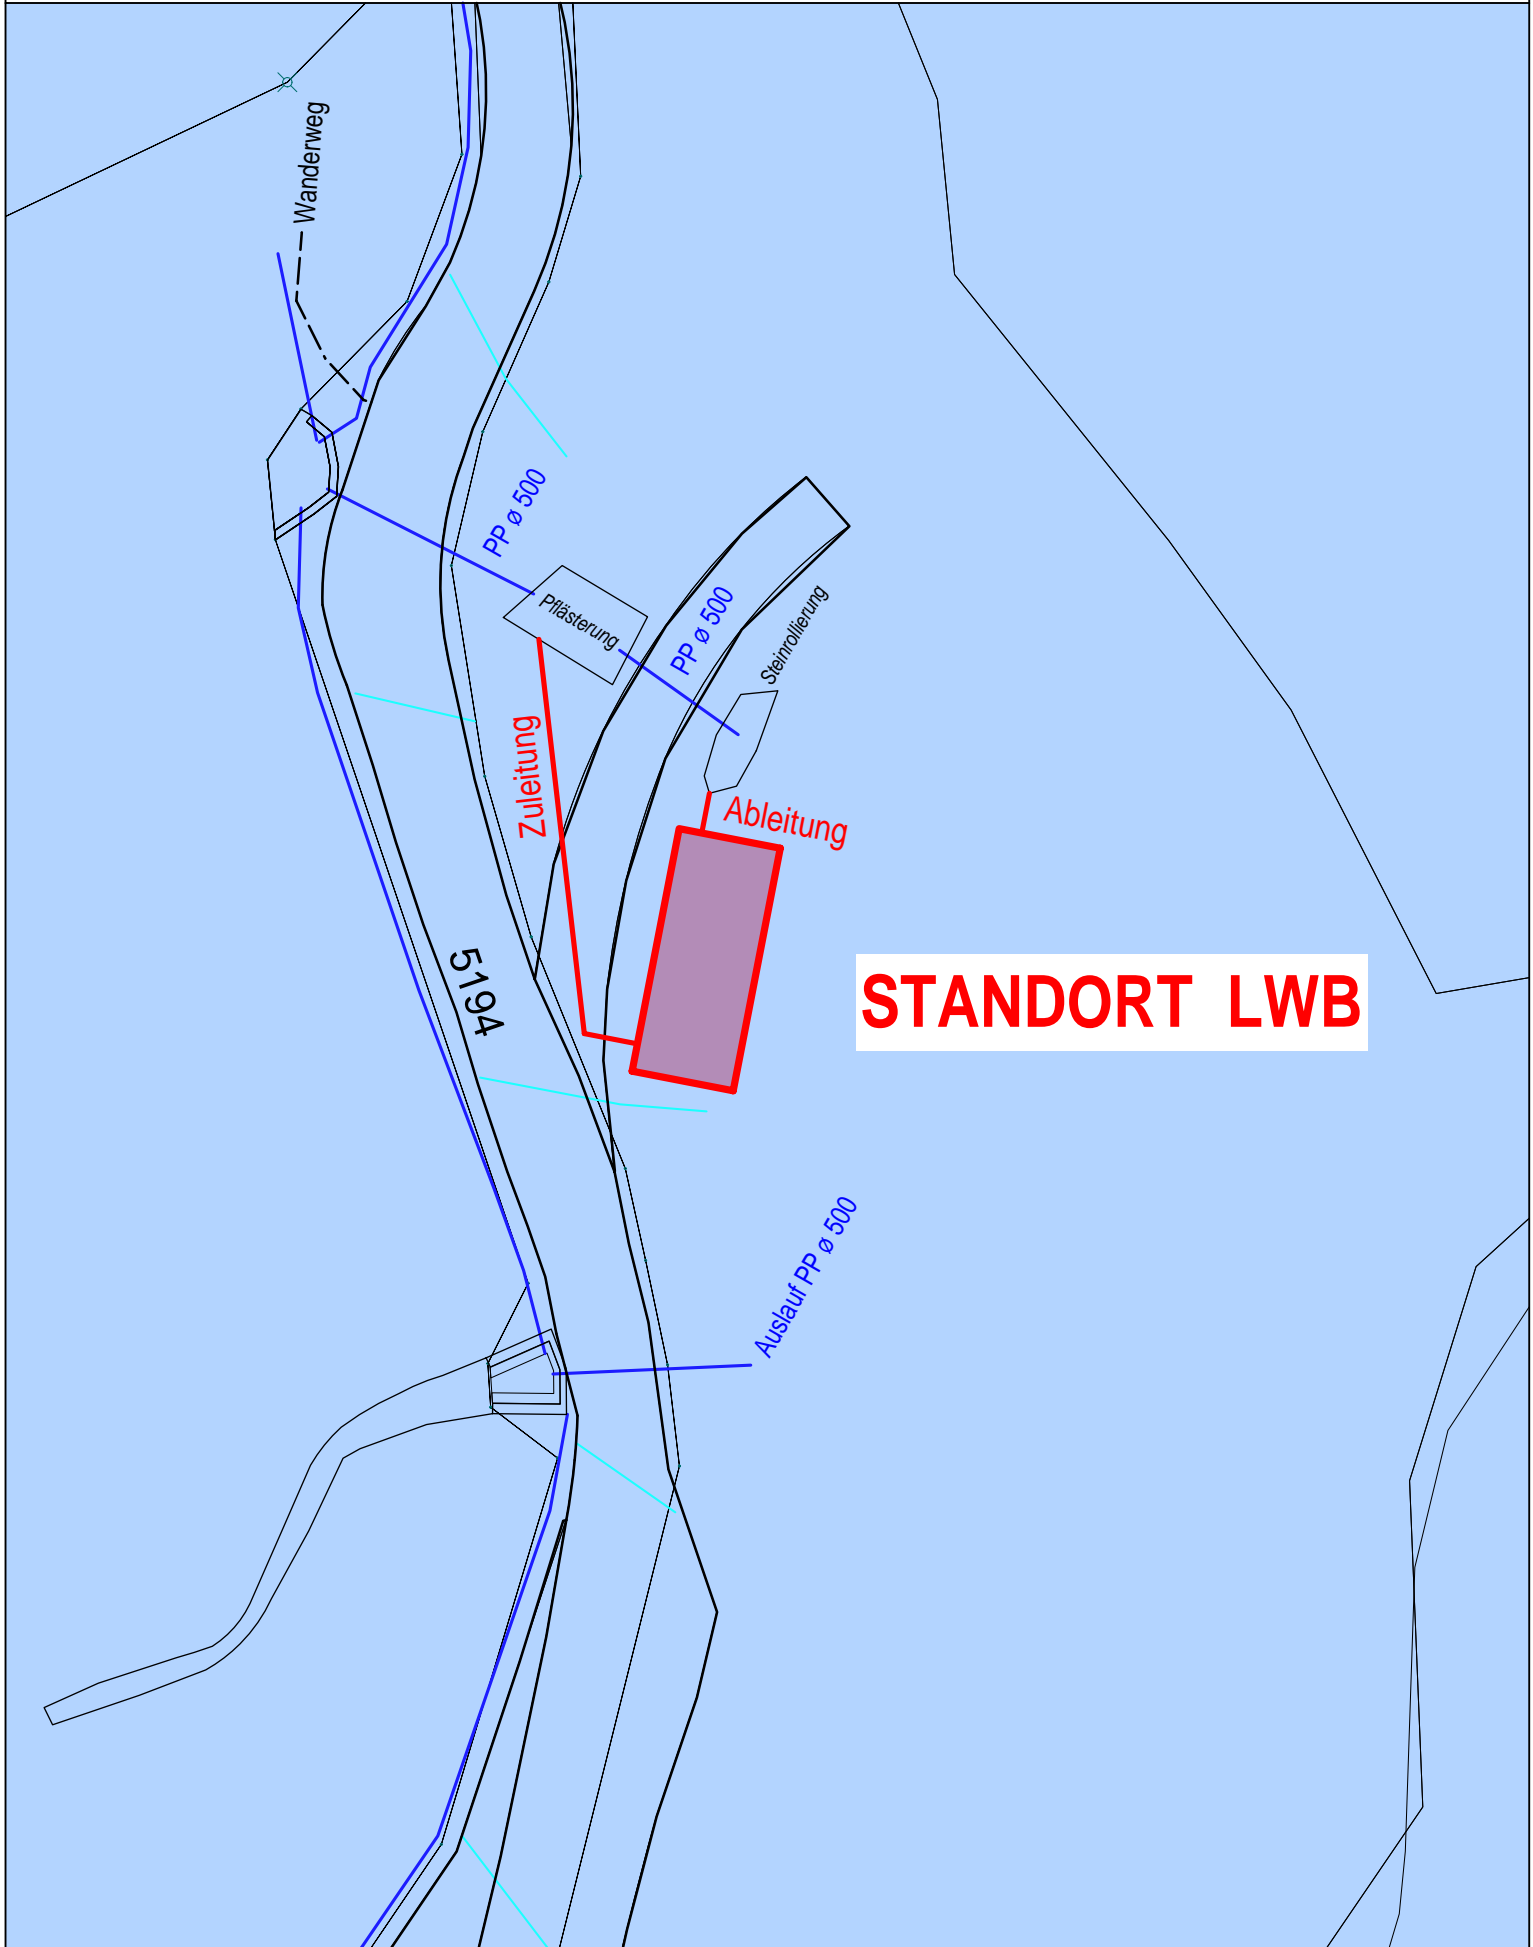 Wanderweg
PP ø 500
Pflästerung
PP ø 500
Steinrollierung
Zuleitung
Ableitung
5194
STANDORT LWB
Auslauf PP ø 500